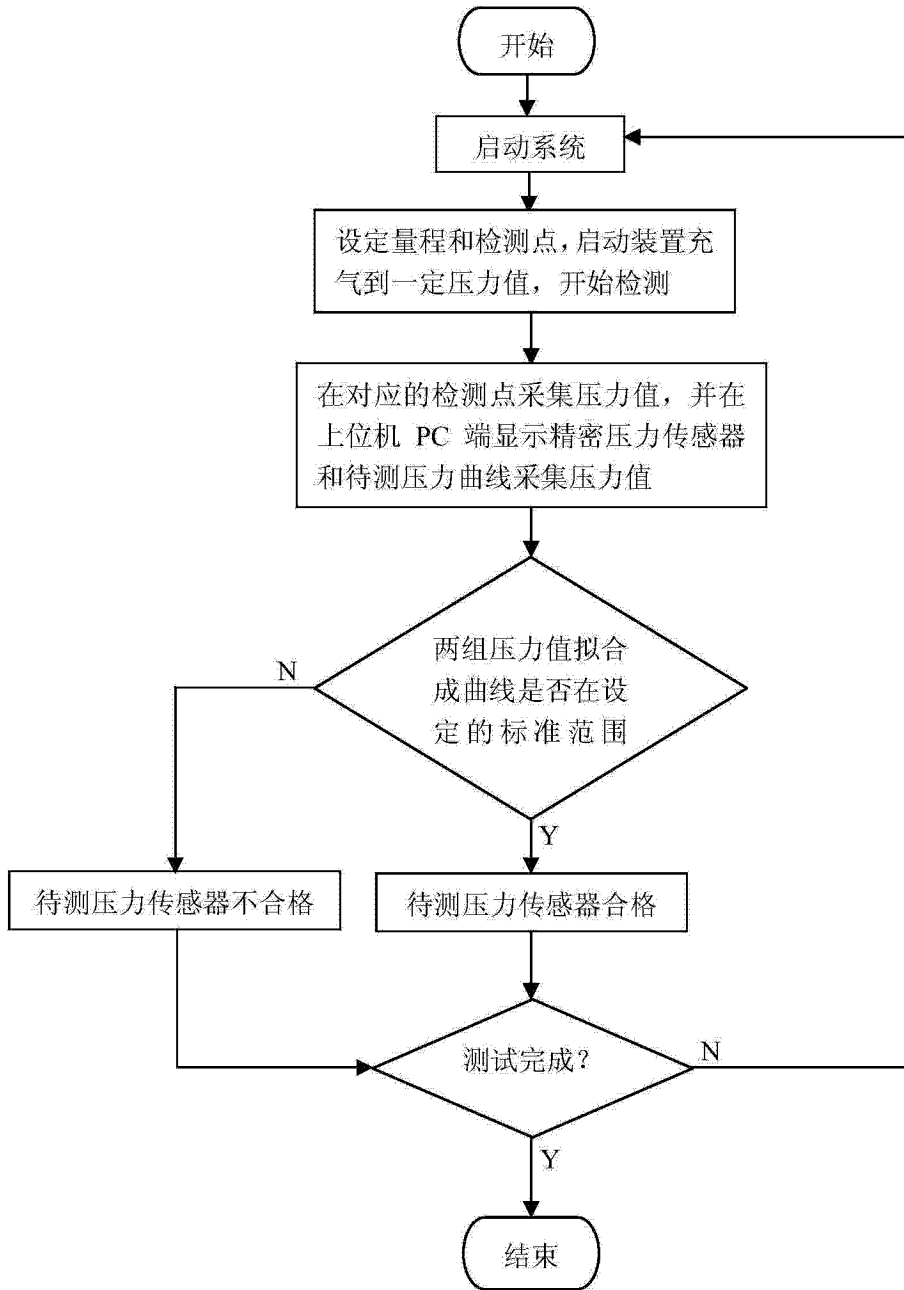 开始
启动系统
设定量程和检测点,启动装置充
气到一定压力值，开始检测
在对应的检测点采集压力值，并在
上位机 PC 端显示精密压力传感器
和待测压力曲线采集压力值
两组压力值拟合
成曲线是否在设
定的标准范围
N
Y
待测压力传感器不合格
待测压力传感器合格
测试完成？
N
Y
结束